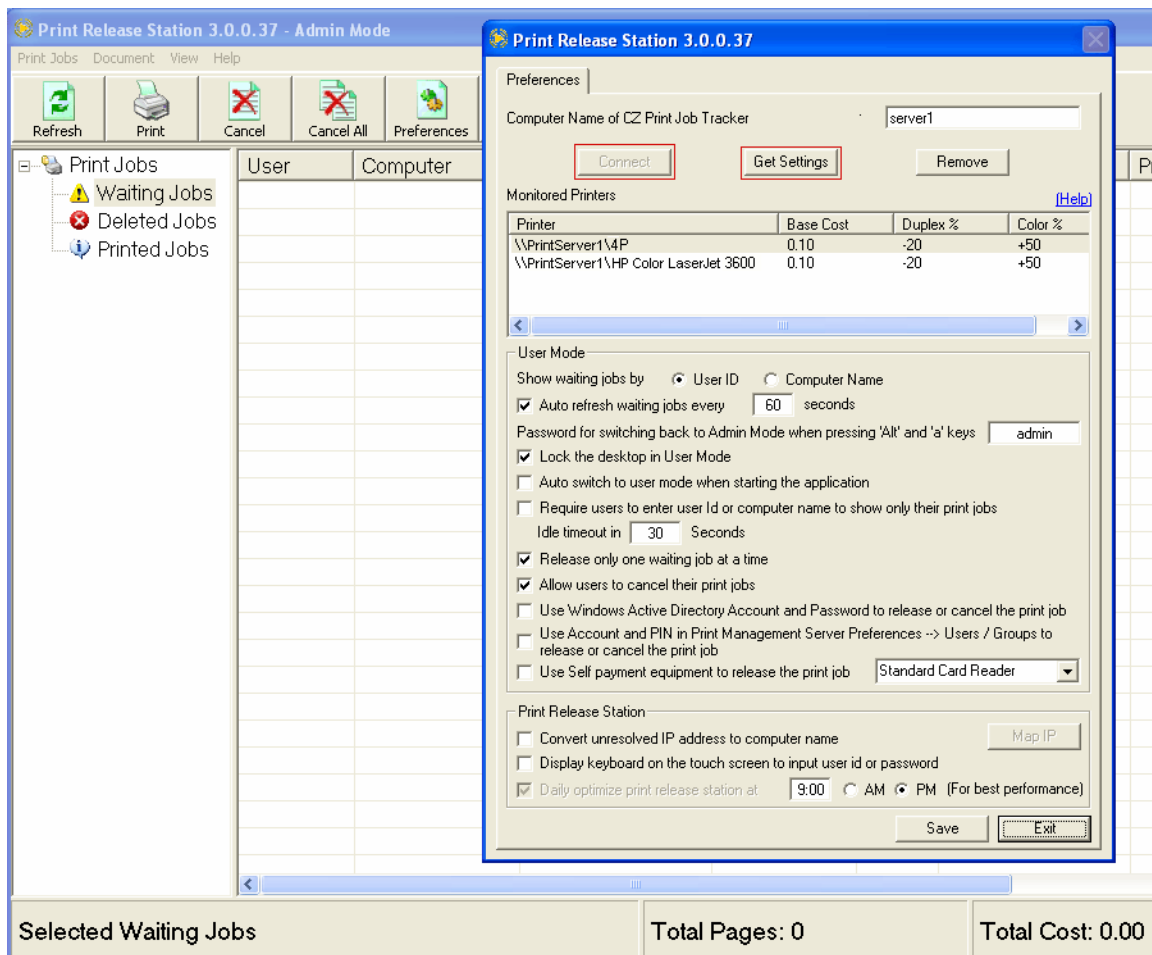 Print Release Station 3.0.0.37 - Admin Mode
Print Jobs Document View Help
Refresh Print Cancel Cancel All Preferences
Print Jobs
Waiting Jobs
Deleted Jobs
Printed Jobs
User Computer
Print Release Station 3.0.0.37
Preferences
Computer Name of CZ Print Job Tracker server1
Connect Get Settings Remove
Monitored Printers (Help)
Printer Base Cost Duplex % Color %
\\PrintServer1\4P 0.10 -20 +50
\\PrintServer1\HP Color LaserJet 3600 0.10 -20 +50
User Mode
Show waiting jobs by User ID Computer Name
Auto refresh waiting jobs every 60 seconds
Password for switching back to Admin Mode when pressing 'Alt' and 'a' keys admin
Lock the desktop in User Mode
Auto switch to user mode when starting the application
Require users to enter user Id or computer name to show only their print jobs
Idle timeout in 30 Seconds
Release only one waiting job at a time
Allow users to cancel their print jobs
Use Windows Active Directory Account and Password to release or cancel the print job
Use Account and PIN in Print Management Server Preferences --> Users / Groups to
release or cancel the print job
Use Self payment equipment to release the print job Standard Card Reader
Print Release Station
Convert unresolved IP address to computer name Map IP
Display keyboard on the touch screen to input user id or password
Daily optimize print release station at 9:00 AM PM (For best performance)
Save Exit
Selected Waiting Jobs Total Pages: 0 Total Cost: 0.00